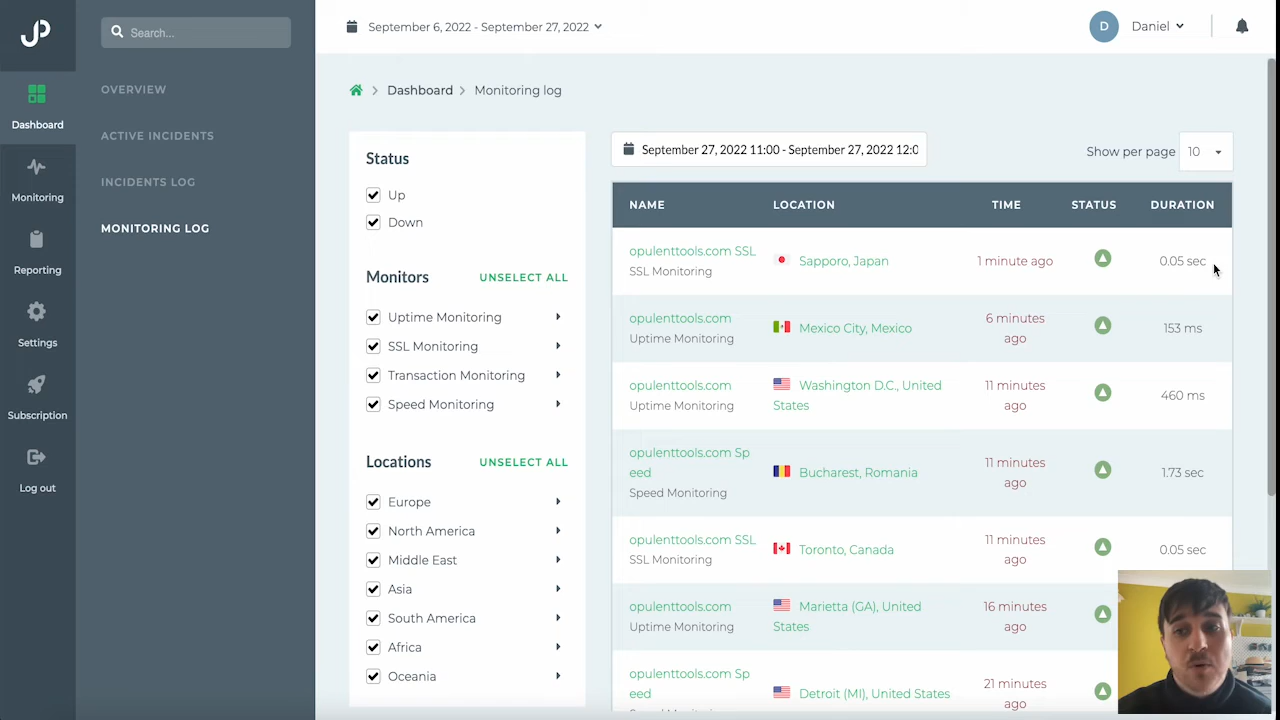 Search...
September 6, 2022 - September 27, 2022
D
Daniel
Dashboard
Monitoring
Reporting
Settings
Subscription
Log out
OVERVIEW
ACTIVE INCIDENTS
INCIDENTS LOG
MONITORING LOG
Dashboard
Monitoring log
Status
Up
Down
Monitors
UNSELECT ALL
Uptime Monitoring
SSL Monitoring
Transaction Monitoring
Speed Monitoring
Locations
UNSELECT ALL
Europe
North America
Middle East
Asia
South America
Africa
Oceania
September 27, 2022 11:00 - September 27, 2022 12:0
Show per page
10
NAME LOCATION TIME STATUS DURATION
opulenttools.com SSL
SSL Monitoring
Sapporo, Japan
1 minute ago
0.05 sec
opulenttools.com
Uptime Monitoring
Mexico City, Mexico
6 minutes
ago
153 ms
opulenttools.com
Uptime Monitoring
Washington D.C., United
States
11 minutes
ago
460 ms
opulenttools.com Sp
eed
Speed Monitoring
Bucharest, Romania
11 minutes
ago
1.73 sec
opulenttools.com SSL
SSL Monitoring
Toronto, Canada
11 minutes
ago
0.05 sec
opulenttools.com
Uptime Monitoring
Marietta (GA), United
States
16 minutes
ago
opulenttools.com Sp
eed
Detroit (MI), United States
21 minutes
ago